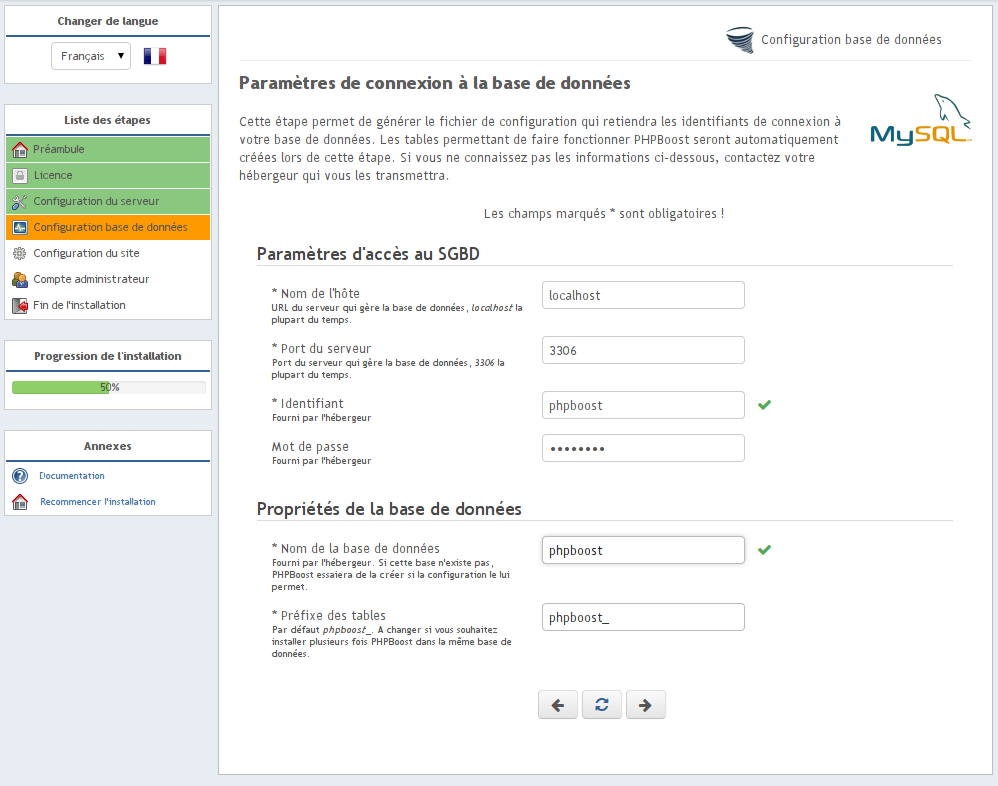 Changer de langue
Français
Liste des étapes
Préambule
Licence
Configuration du serveur
Configuration base de données
Configuration du site
Compte administrateur
Fin de l'installation
Progression de l'installation
50%
Annexes
Documentation
Recommencer l'installation
Configuration base de données
Paramètres de connexion à la base de données
Cette étape permet de générer le fichier de configuration qui retiendra les identifiants de connexion à
votre base de données. Les tables permettant de faire fonctionner PHPBoost seront automatiquement
créées lors de cette étape. Si vous ne connaissez pas les informations ci-dessous, contactez votre
hébergeur qui vous les transmettra.
MySQL
Les champs marqués * sont obligatoires !
Paramètres d'accès au SGBD
* Nom de l'hôte
URL du serveur qui gère la base de données, localhost la
plupart du temps.
localhost
* Port du serveur
Port du serveur qui gère la base de données, 3306 la
plupart du temps.
3306
* Identifiant
Fourni par l'hébergeur
phpboost
Mot de passe
Fourni par l'hébergeur
••••••••
Propriétés de la base de données
* Nom de la base de données
Fourni par l'hébergeur. Si cette base n'existe pas,
PHPBoost essaiera de la créer si la configuration le lui
permet.
phpboost
* Préfixe des tables
Par défaut phpboost_. A changer si vous souhaitez
installer plusieurs fois PHPBoost dans la même base de
données.
phpboost_